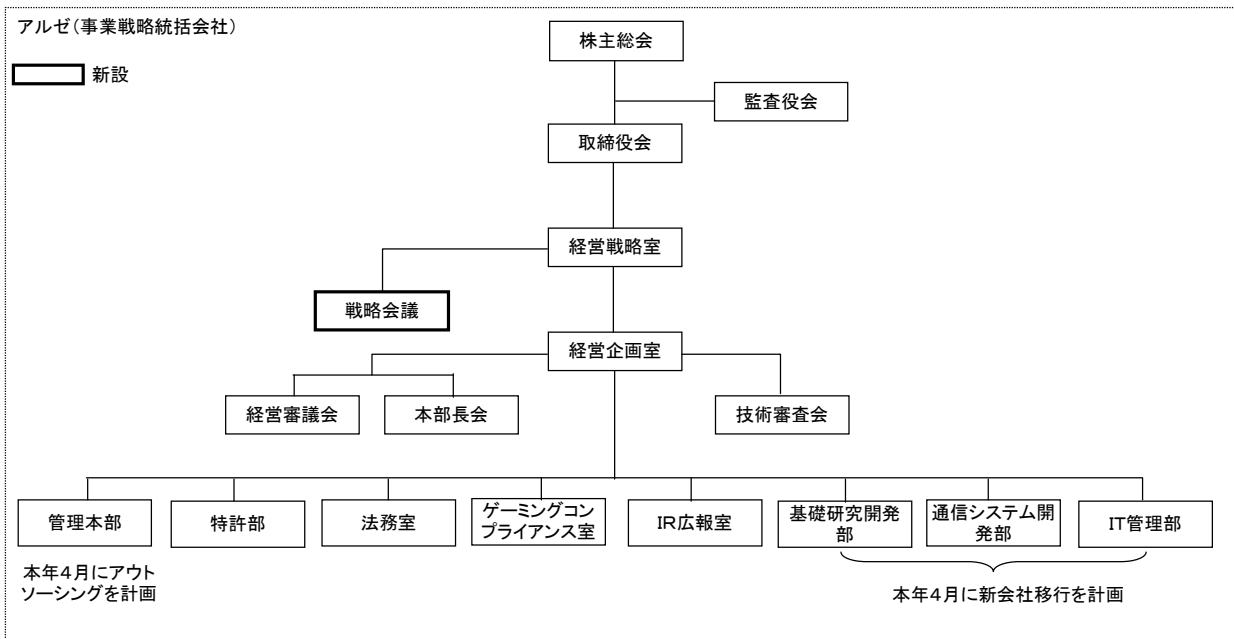 アルゼ(事業戦略統括会社)
新設
株主総会
監査役会
取締役会
経営戦略室
戦略会議
経営企画室
経営審議会
本部長会
技術審査会
管理本部
特許部
法務室
ゲーミングコン
プライアンス室
IR広報室
基礎研究開発
部
通信システム開
発部
IT管理部
本年4月にアウト
ソーシングを計画
本年4月に新会社移行を計画